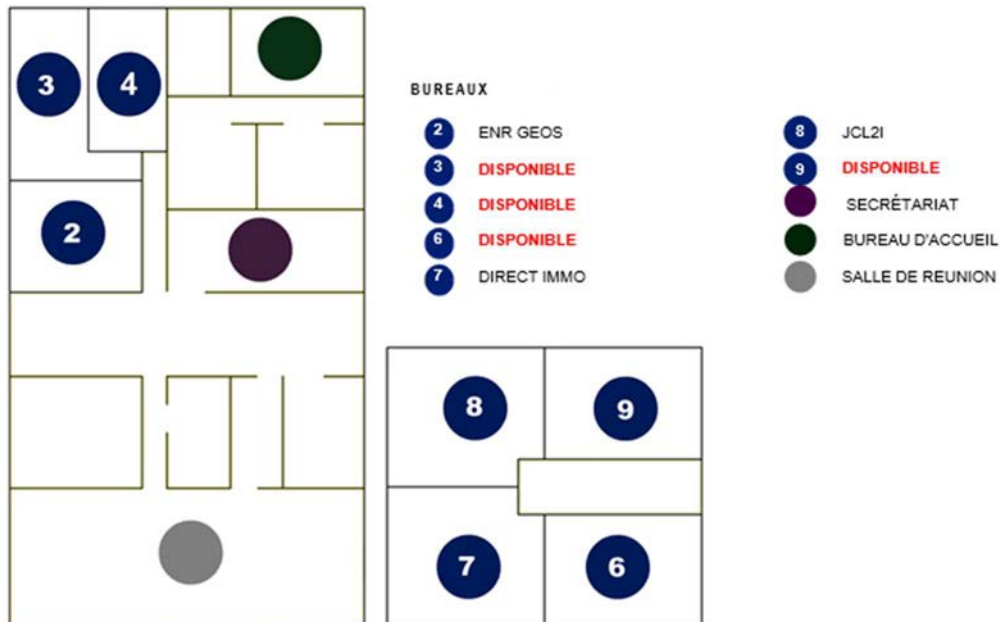 3
4
2
BUREAUX
2 ENR GEOS
3 DISPONIBLE
4 DISPONIBLE
6 DISPONIBLE
7 DIRECT IMMO
8 JCL2I
9 DISPONIBLE
SECRÉTARIAT
BUREAU D'ACCUEIL
SALLE DE REUNION
8
9
7
6